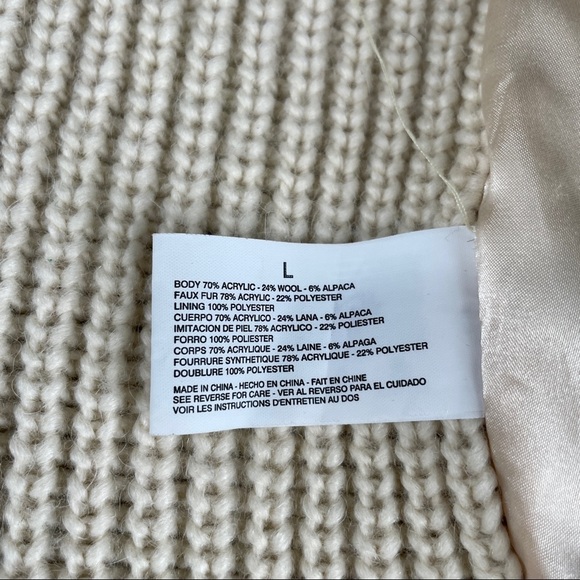 L
BODY 70% ACRYLIC - 24% WOOL - 6% ALPACA
FAUX FUR 78% ACRYLIC - 22% POLYESTER
LINING 100% POLYESTER
CUERPO 70% ACRILICO - 24% LANA - 6% ALPACA
IMITACION DE PIEL 78% ACRYLICO - 22% POLIESTER
FORRO 100% POLIESTER
CORPS 70% ACRYLIQUE - 24% LAINE - 6% ALPAGA
FOURRURE SYNTHETIQUE 78% ACRYLIQUE - 22% POLYESTER
DOUBLURE 100% POLYESTER
MADE IN CHINA - HECHO EN CHINA - FAIT EN CHINE
SEE REVERSE FOR CARE - VER AL REVERSO PARA EL CUIDADO
VOIR LES INSTRUCTIONS D'ENTRETIEN AU DOS